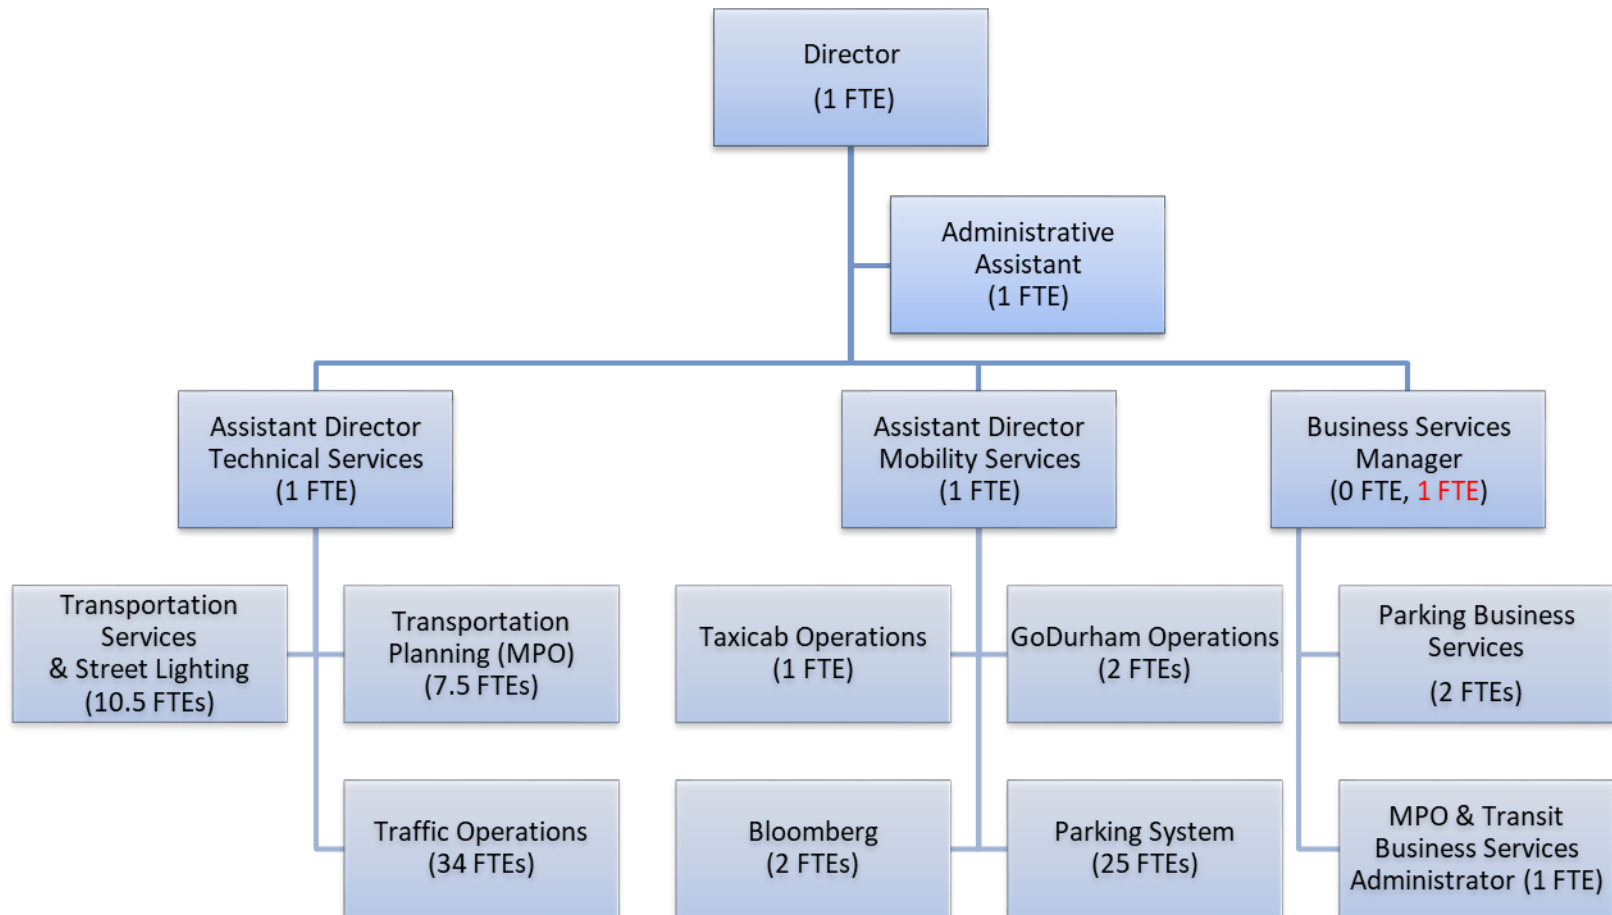 Director
(1 FTE)
Administrative
Assistant
(1 FTE)
Assistant Director
Technical Services
(1 FTE)
Assistant Director
Mobility Services
(1 FTE)
Business Services
Manager
(0 FTE, 1 FTE)
Transportation
Services
& Street Lighting
(10.5 FTEs)
Transportation
Planning (MPO)
(7.5 FTEs)
Taxicab Operations
(1 FTE)
GoDurham Operations
(2 FTEs)
Parking Business
Services
(2 FTEs)
Traffic Operations
(34 FTEs)
Bloomberg
(2 FTEs)
Parking System
(25 FTEs)
MPO & Transit
Business Services
Administrator (1 FTE)